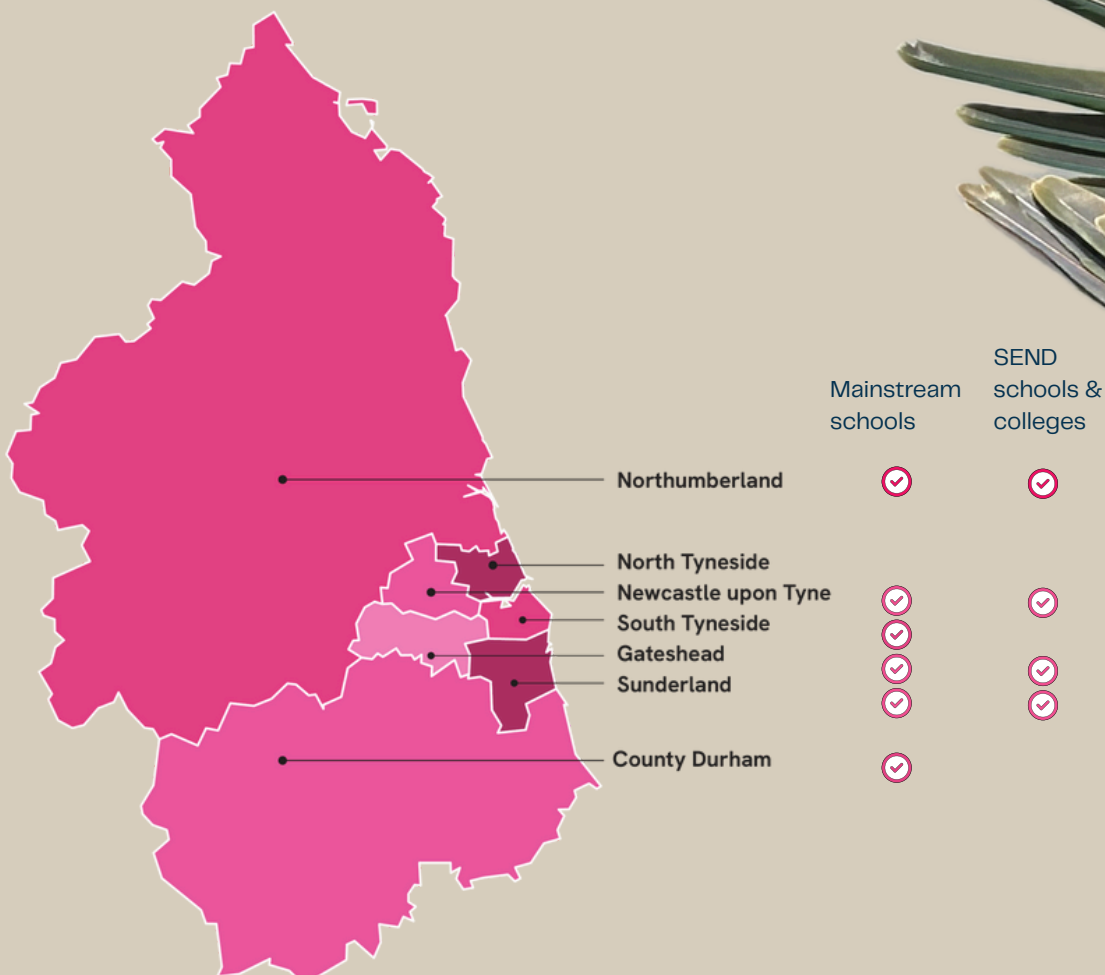 SEND
Mainstream schools &
schools colleges
Northumberland
North Tyneside
Newcastle upon Tyne
South Tyneside
Gateshead
Sunderland
County Durham